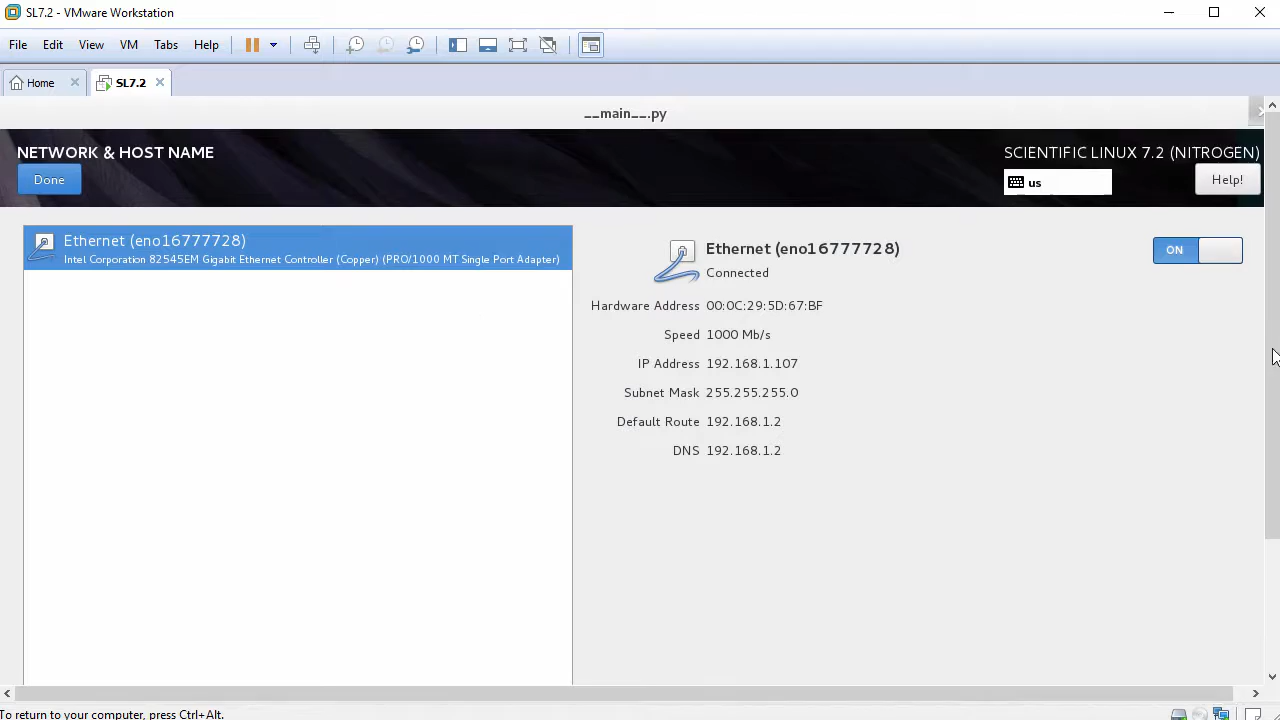 SL7.2 - VMware Workstation
File Edit View VM Tabs Help
Home SL7.2
__main__.py
NETWORK & HOST NAME
SCIENTIFIC LINUX 7.2 (NITROGEN)
Done
us
Help!
Ethernet (eno16777728)
Intel Corporation 82545EM Gigabit Ethernet Controller (Copper) (PRO/1000 MT Single Port Adapter)
Ethernet (eno16777728)
Connected
ON
Hardware Address 00:0C:29:5D:67:BF
Speed 1000 Mb/s
IP Address 192.168.1.107
Subnet Mask 255.255.255.0
Default Route 192.168.1.2
DNS 192.168.1.2
To return to your computer, press Ctrl+Alt.